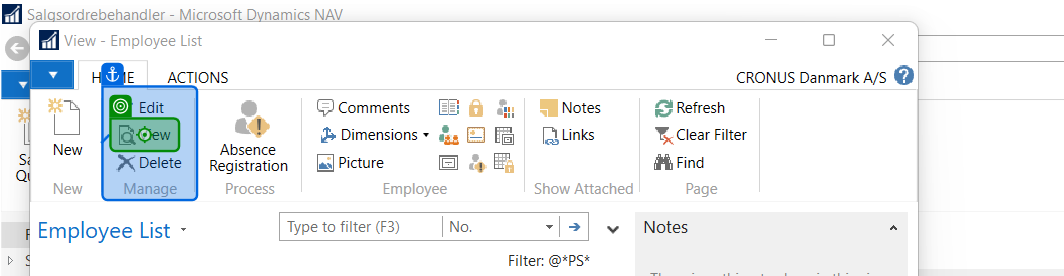 Salgsordrebehandler - Microsoft Dynamics NAV
View - Employee List
HOME ACTIONS CRONUS Danmark A/S
Edit Comments Notes Refresh
View Dimensions Links Clear Filter
New Absence Registration
Delete Picture Find
New Manage Process Employee Show Attached Page
Employee List Type to filter (F3) No. Notes
Filter: @*PS*